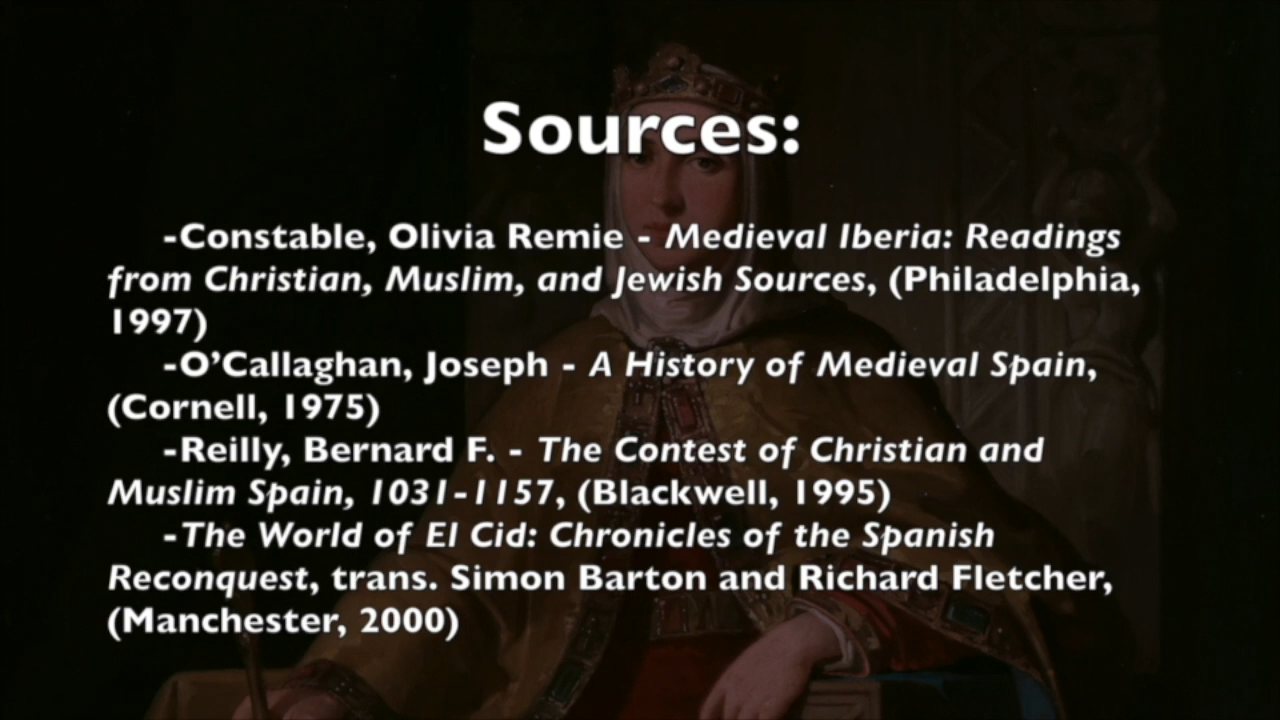 Sources:
-Constable, Olivia Remie - Medieval Iberia: Readings
from Christian, Muslim, and Jewish Sources, (Philadelphia,
1997)
-O’Callaghan, Joseph - A History of Medieval Spain,
(Cornell, 1975)
-Reilly, Bernard F. - The Contest of Christian and
Muslim Spain, 1031-1157, (Blackwell, 1995)
-The World of El Cid: Chronicles of the Spanish
Reconquest, trans. Simon Barton and Richard Fletcher,
(Manchester, 2000)